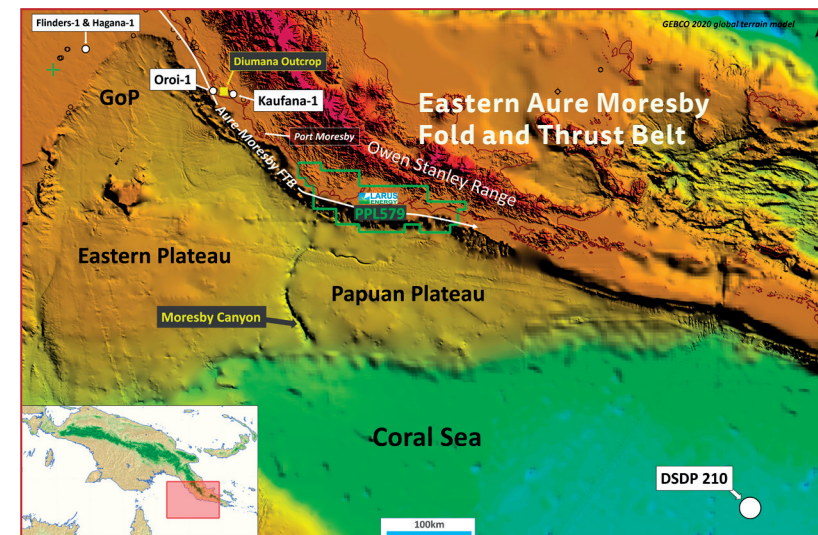 GEBCO 2020 global terrain model
Flinders-1 & Hagana-1
Diumana Outcrop
Oroi-1
GoP
Kaufana-1
Eastern Aure Moresby
Fold and Thrust Belt
Port Moresby
Aure-Moresby FTB
Owen Stanley Range
LARUS
ENERGY
PPL579
Eastern Plateau
Papuan Plateau
Moresby Canyon
Coral Sea
DSDP 210
100km